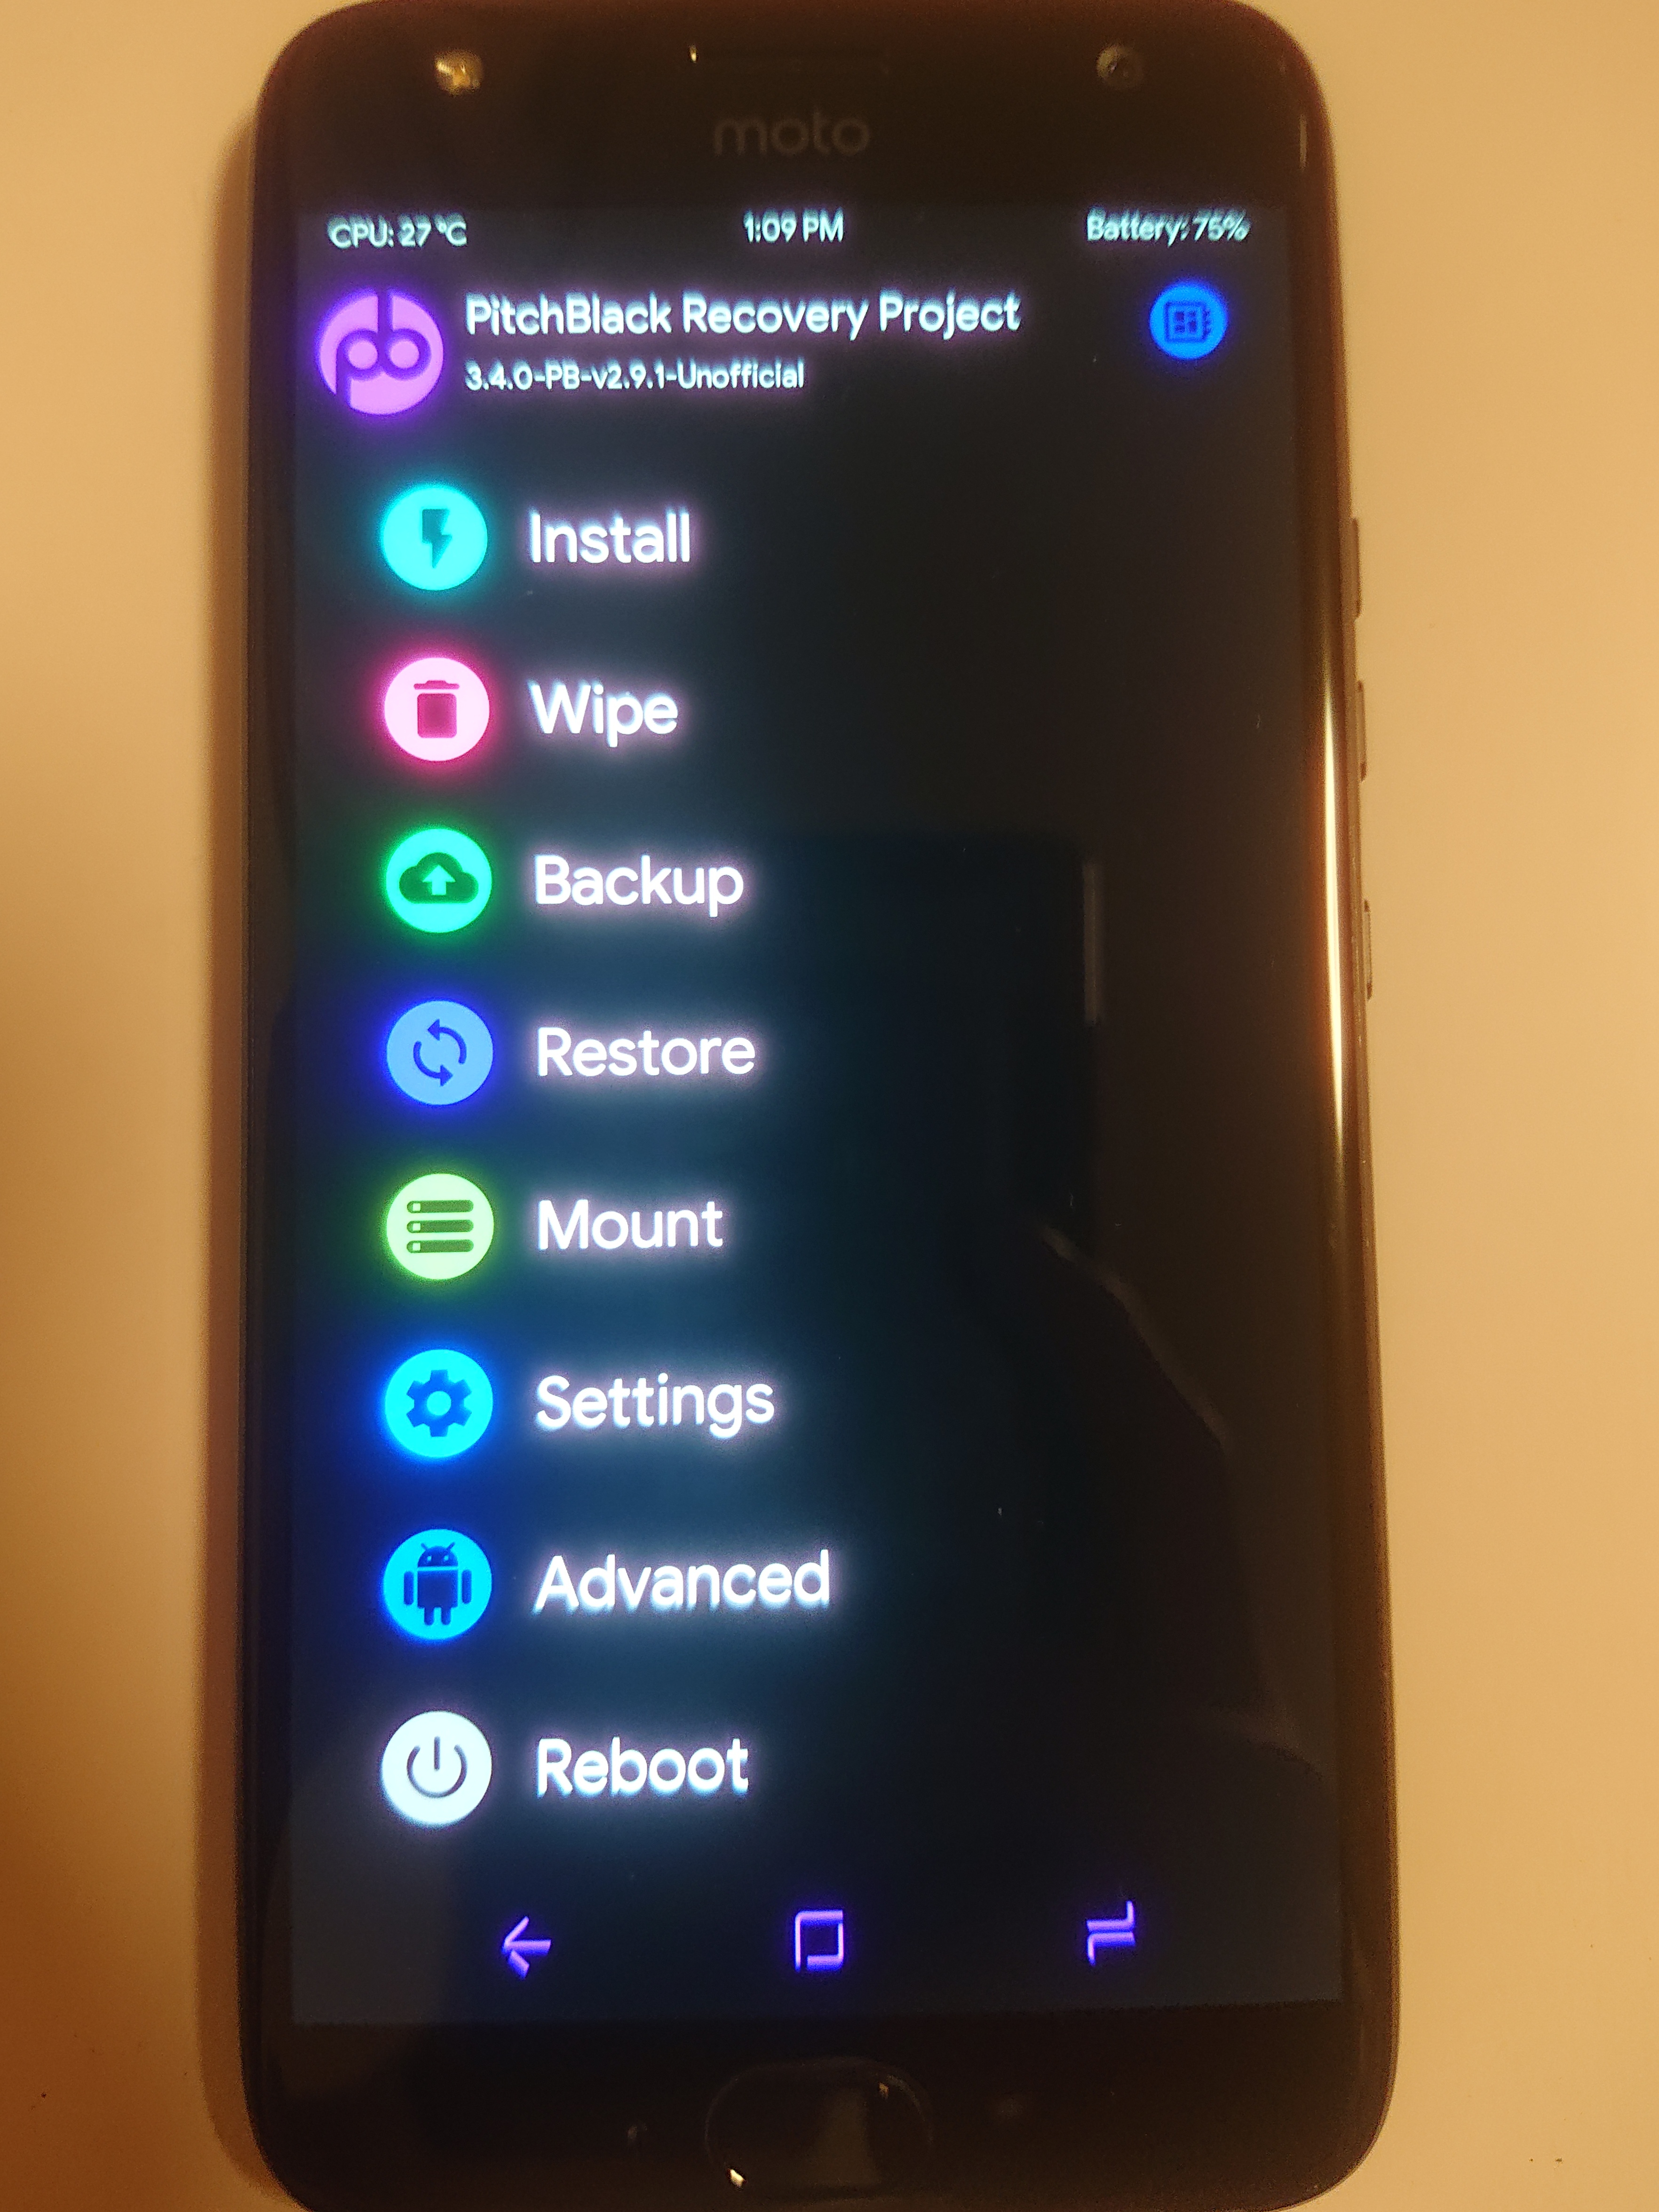 moto
CPU: 27 °C 1:09 PM Battery: 75%
pb
PitchBlack Recovery Project
3.4.0-PB-v2.9.1-Unofficial
Install
Wipe
Backup
Restore
Mount
Settings
Advanced
Reboot